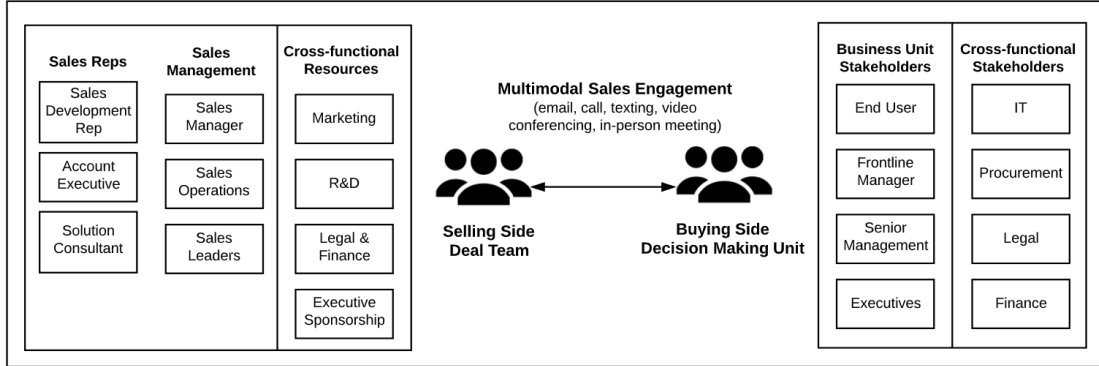 Sales Reps
Sales
Development
Rep
Account
Executive
Solution
Consultant
Sales
Management
Sales
Manager
Sales
Operations
Sales
Leaders
Cross-functional
Resources
Marketing
R&D
Legal &
Finance
Executive
Sponsorship
Multimodal Sales Engagement
(email, call, texting, video
conferencing, in-person meeting)
Selling Side
Deal Team
Buying Side
Decision Making Unit
Business Unit
Stakeholders
End User
Frontline
Manager
Senior
Management
Executives
Cross-functional
Stakeholders
IT
Procurement
Legal
Finance